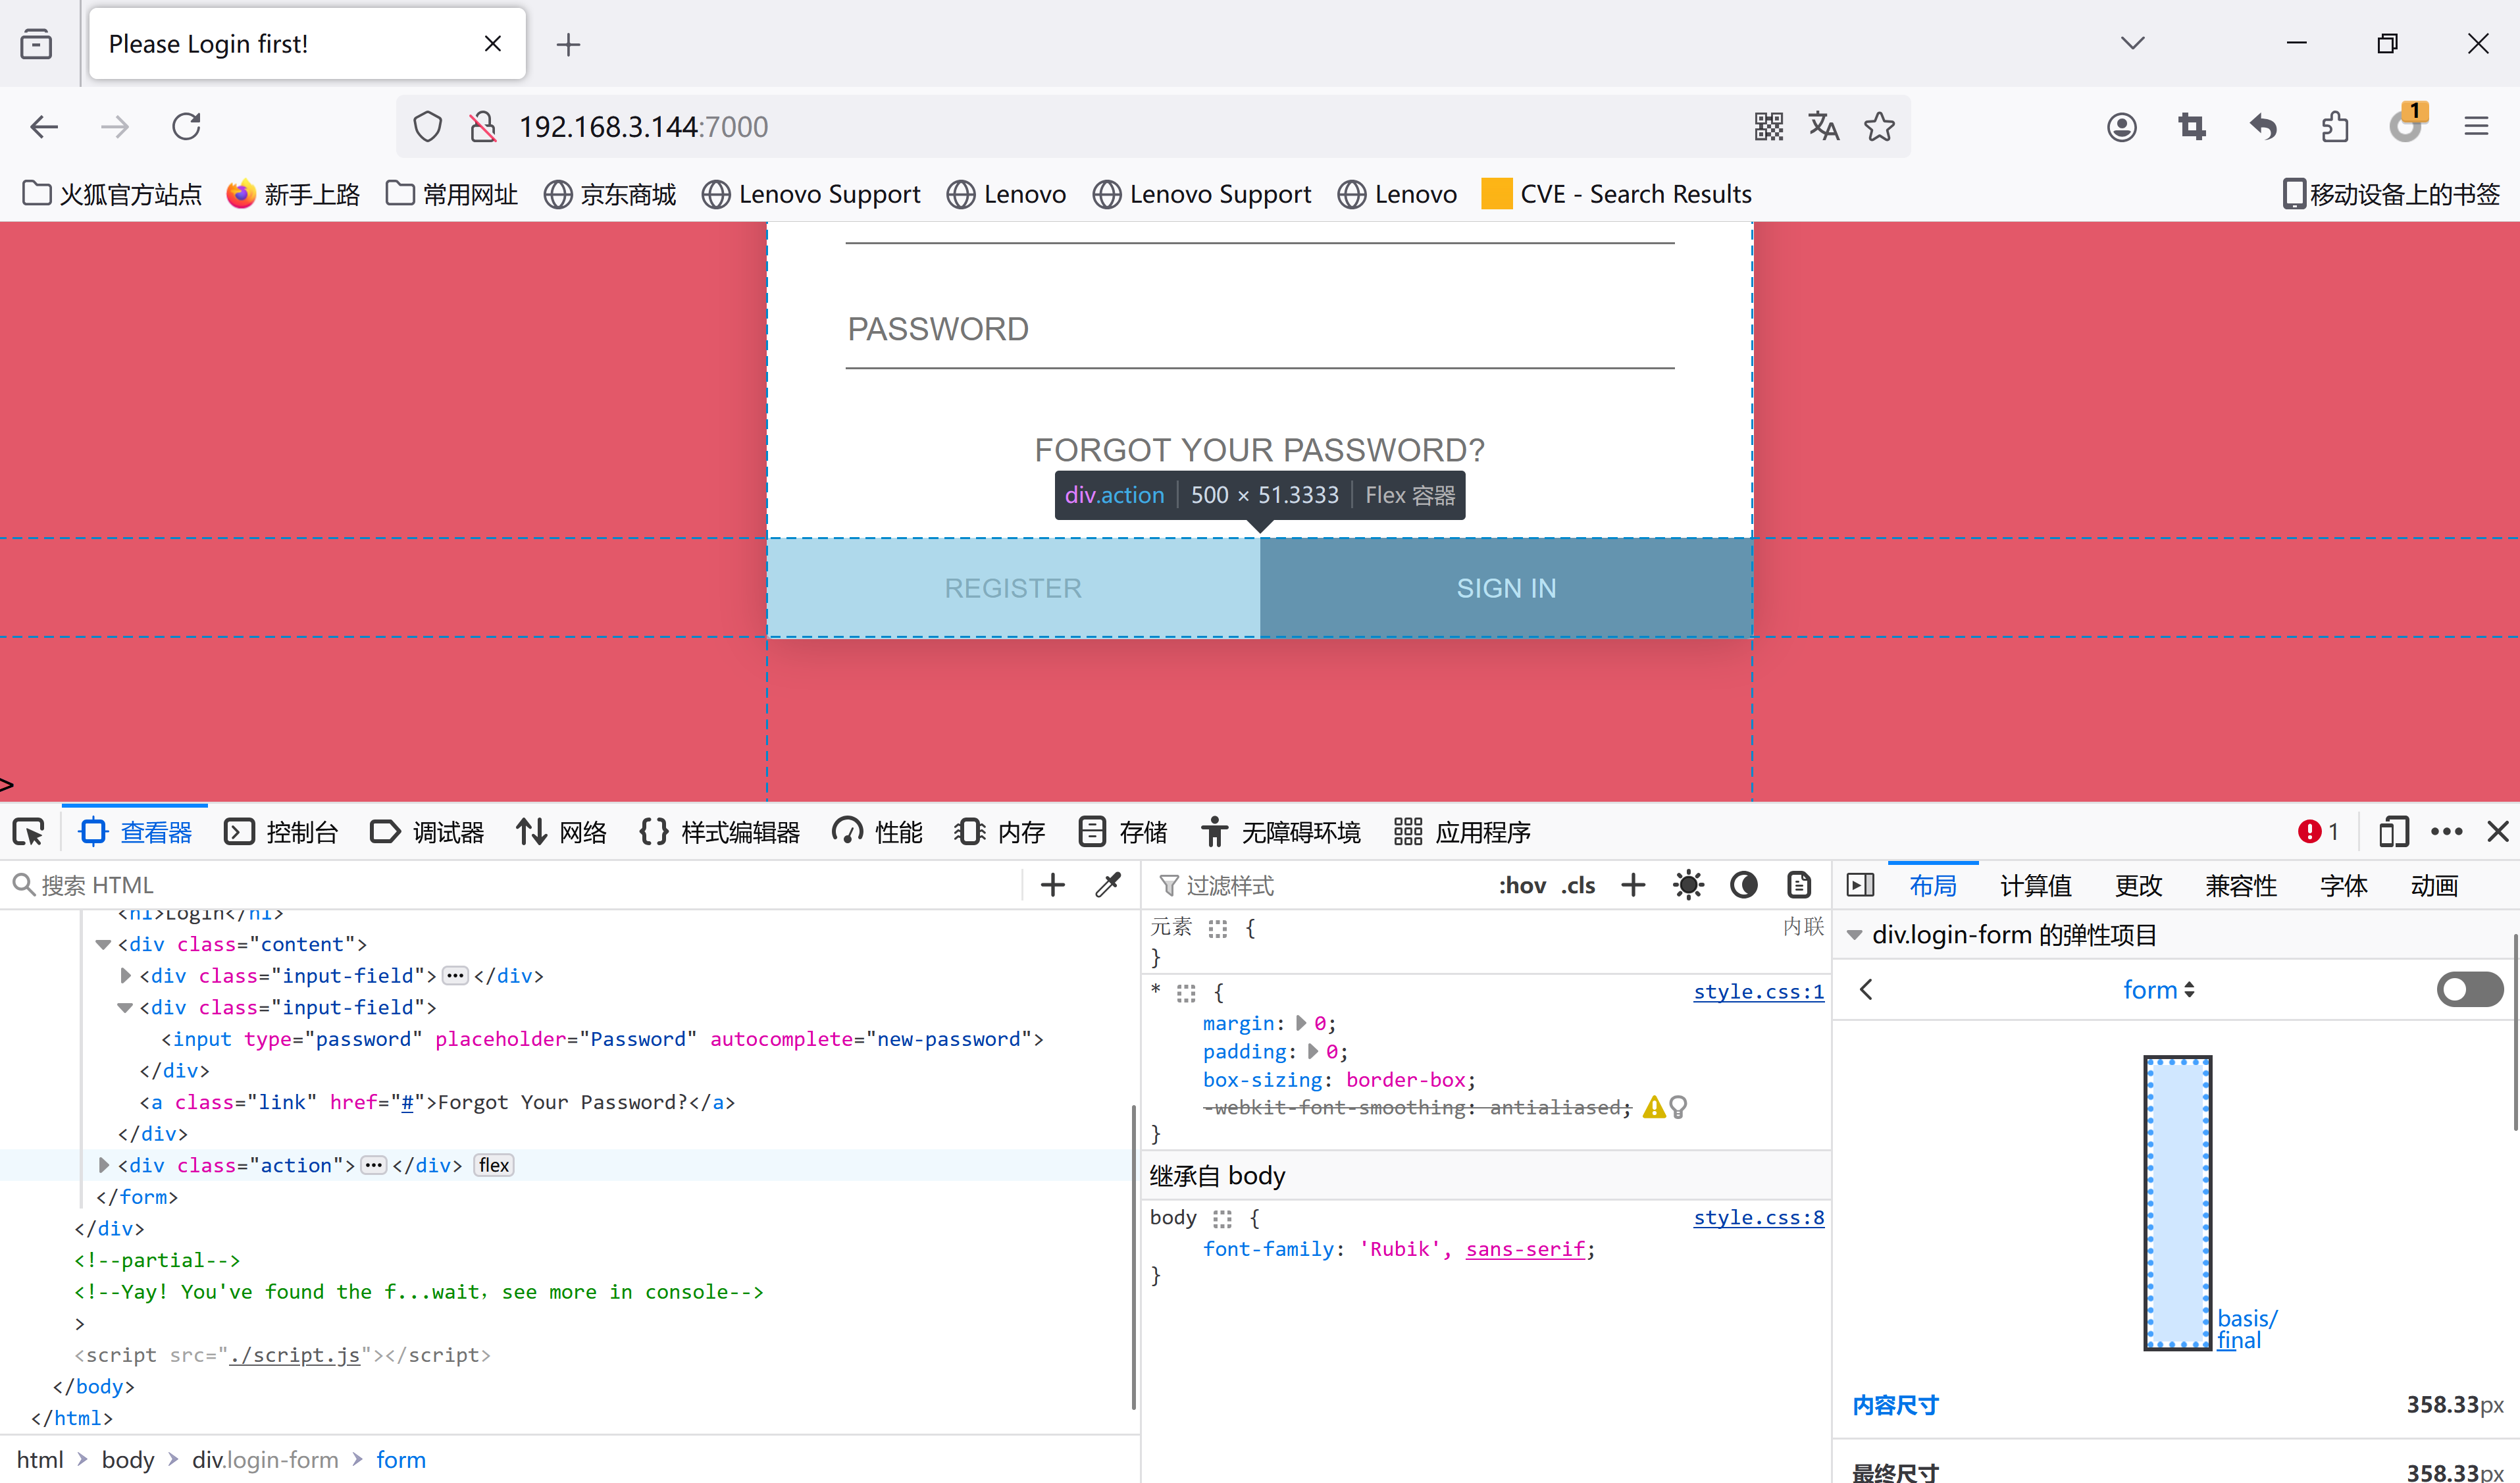 Please Login first!
192.168.3.144:7000
1
火狐官方站点 新手上路 常用网址 京东商城 Lenovo Support Lenovo Lenovo Support Lenovo CVE - Search Results 移动设备上的书签
PASSWORD
FORGOT YOUR PASSWORD?
div.action 500 × 51.3333 Flex 容器
REGISTER SIGN IN
>
查看器 控制台 调试器 网络 样式编辑器 性能 内存 存储 无障碍环境 应用程序 1
搜索 HTML
<h1>Login</h1>
<div class="content">
<div class="input-field"> ••• </div>
<div class="input-field">
<input type="password" placeholder="Password" autocomplete="new-password">
</div>
<a class="link" href="#">Forgot Your Password?</a>
</div>
<div class="action"> ••• </div> flex
</form>
</div>
<!--partial-->
<!--Yay! You've found the f...wait，see more in console-->
>
<script src="./script.js"></script>
</body>
</html>
html > body > div.login-form > form
过滤样式 :hov .cls
元素 { 内联
}
* { style.css:1
margin: 0;
padding: 0;
box-sizing: border-box;
-webkit-font-smoothing: antialiased;
}
继承自 body
body { style.css:8
font-family: 'Rubik', sans-serif;
}
布局 计算值 更改 兼容性 字体 动画
div.login-form 的弹性项目
form
basis/
final
内容尺寸 358.33px
最终尺寸 358.33px